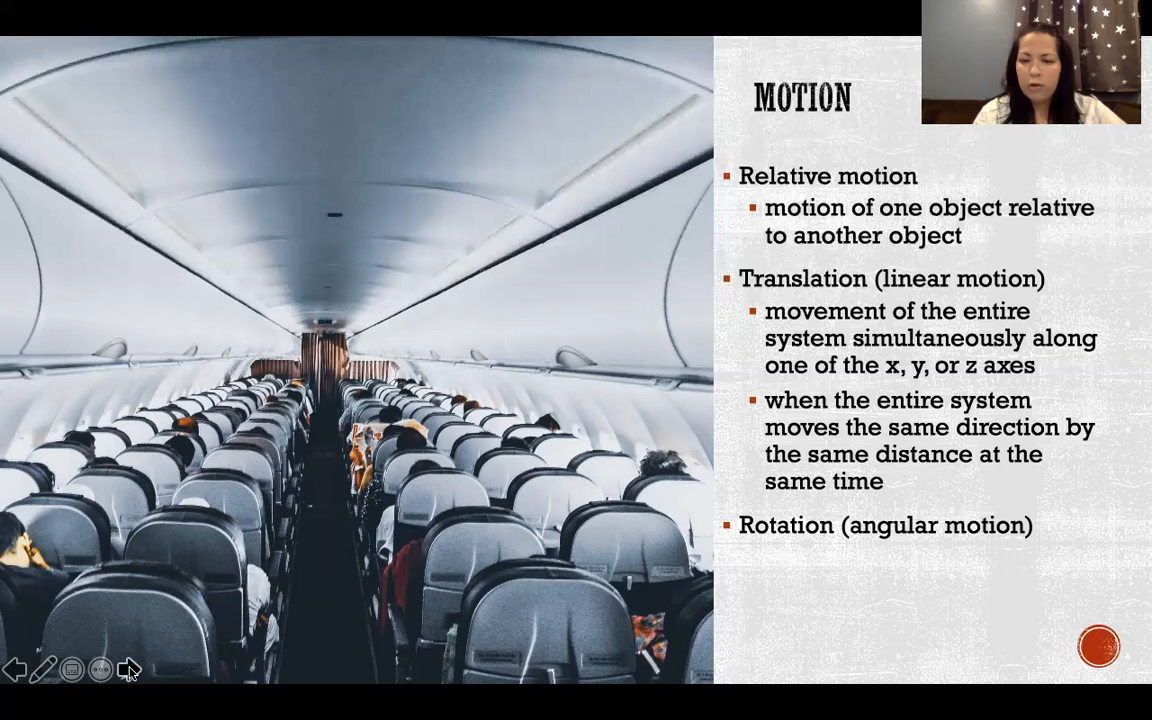 MOTION
Relative motion
motion of one object relative
to another object
Translation (linear motion)
movement of the entire
system simultaneously along
one of the x, y, or z axes
when the entire system
moves the same direction by
the same distance at the
same time
Rotation (angular motion)